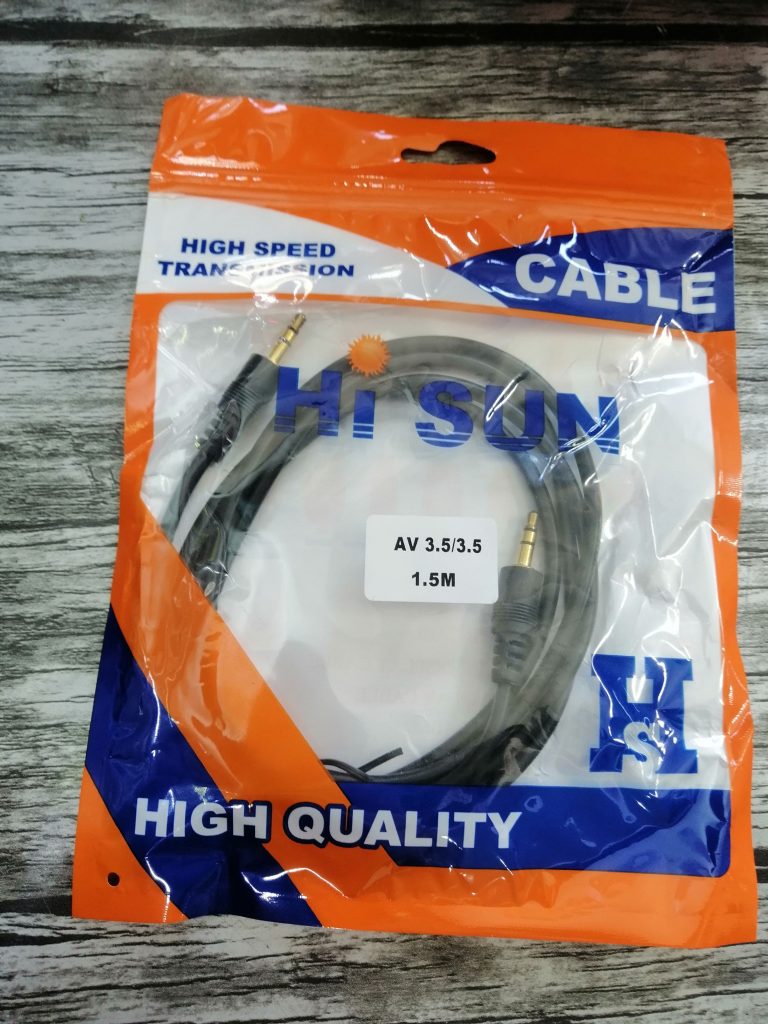 HIGH SPEED
TRANSMISSION
CABLE
Hi SUN
AV 3.5/3.5
1.5M
HS
HIGH QUALITY